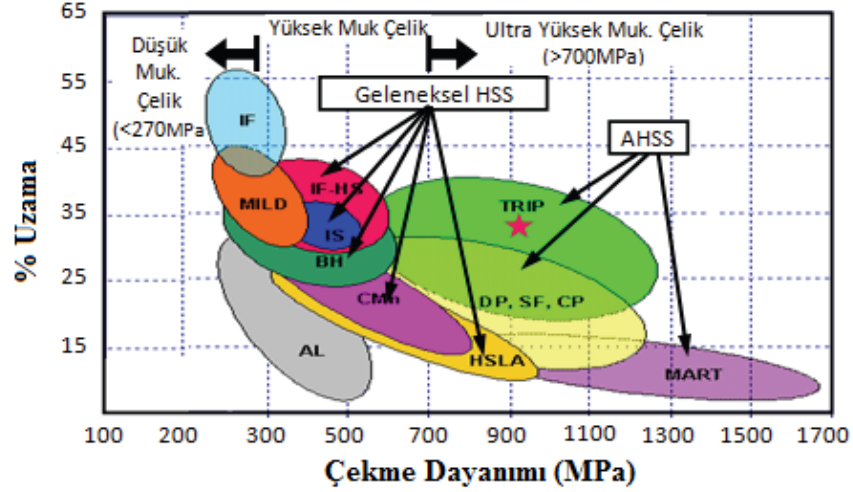 65
55
45
35
25
15
% Uzama
Düşük
Muk.
Çelik
(<270MPa
Yüksek Muk Çelik
Ultra Yüksek Muk. Çelik
(>700MPa)
Geleneksel HSS
AHSS
IF
MILD
IF-HS
IS
BH
TRIP
CMn
DP, SF, CP
AL
HSLA
MART
100 200 300 500 700 900 1100 1300 1500 1700
Çekme Dayanımı (MPa)